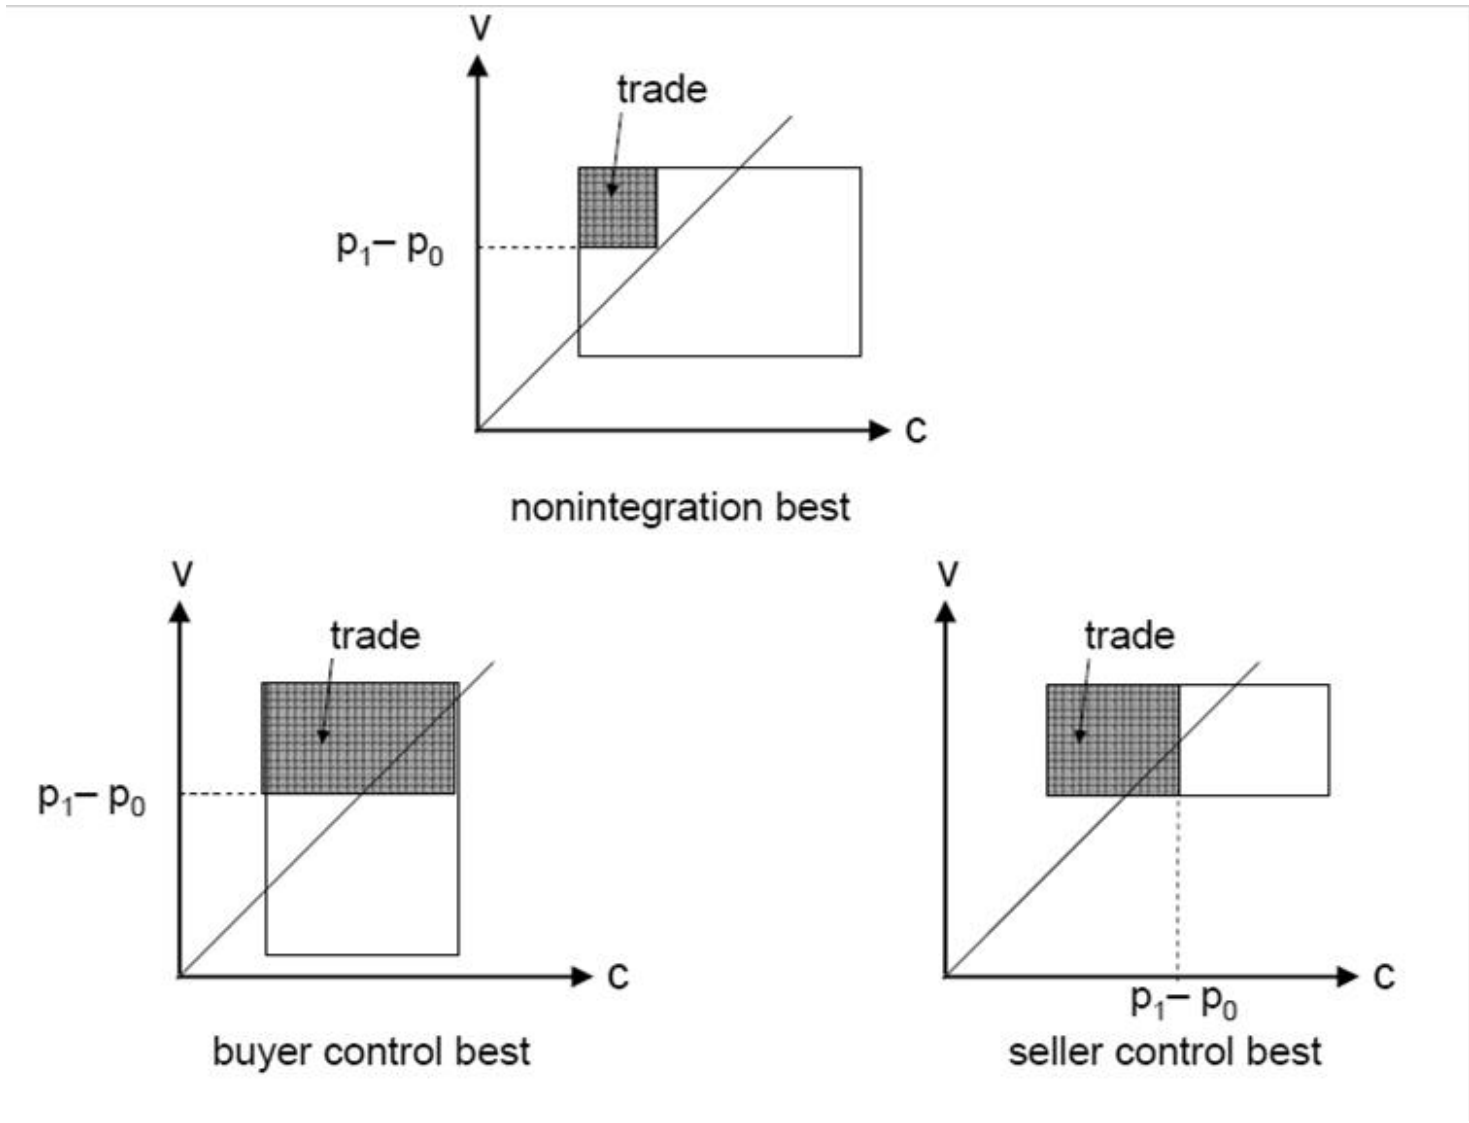 v
trade
p₁– p₀
c
nonintegration best
v
trade
p₁– p₀
c
buyer control best
v
trade
c
p₁– p₀
seller control best